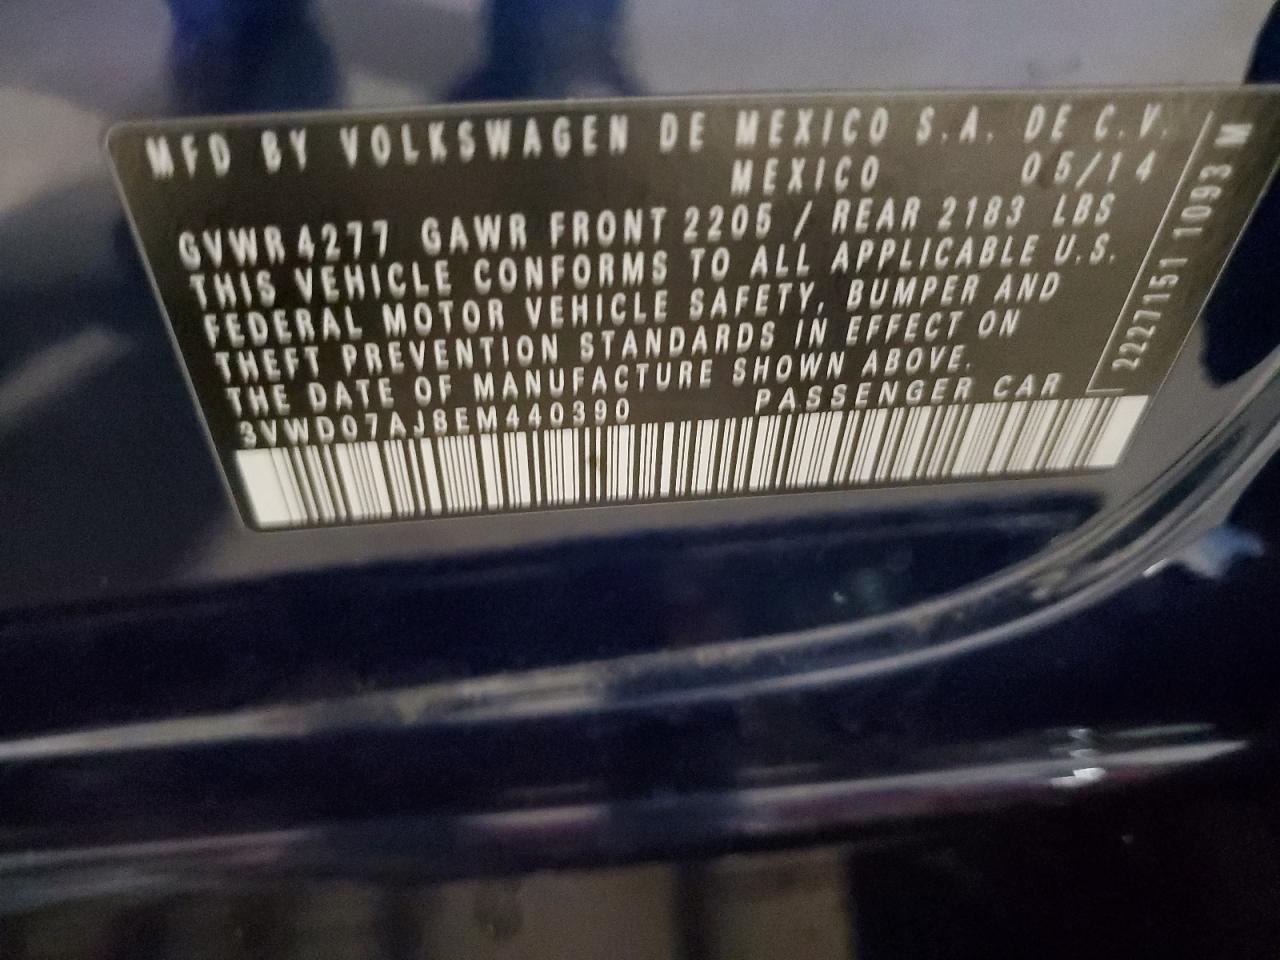 MFD BY VOLKSWAGEN DE MEXICO S.A. DE C.V.
MEXICO 05/14
GVWR 4277 GAWR FRONT 2205 / REAR 2183 LBS
THIS VEHICLE CONFORMS TO ALL APPLICABLE U.S.
FEDERAL MOTOR VEHICLE SAFETY, BUMPER AND
THEFT PREVENTION STANDARDS IN EFFECT ON
THE DATE OF MANUFACTURE SHOWN ABOVE.
3VWD07AJ8EM440390 PASSENGER CAR
2227151 1093 M